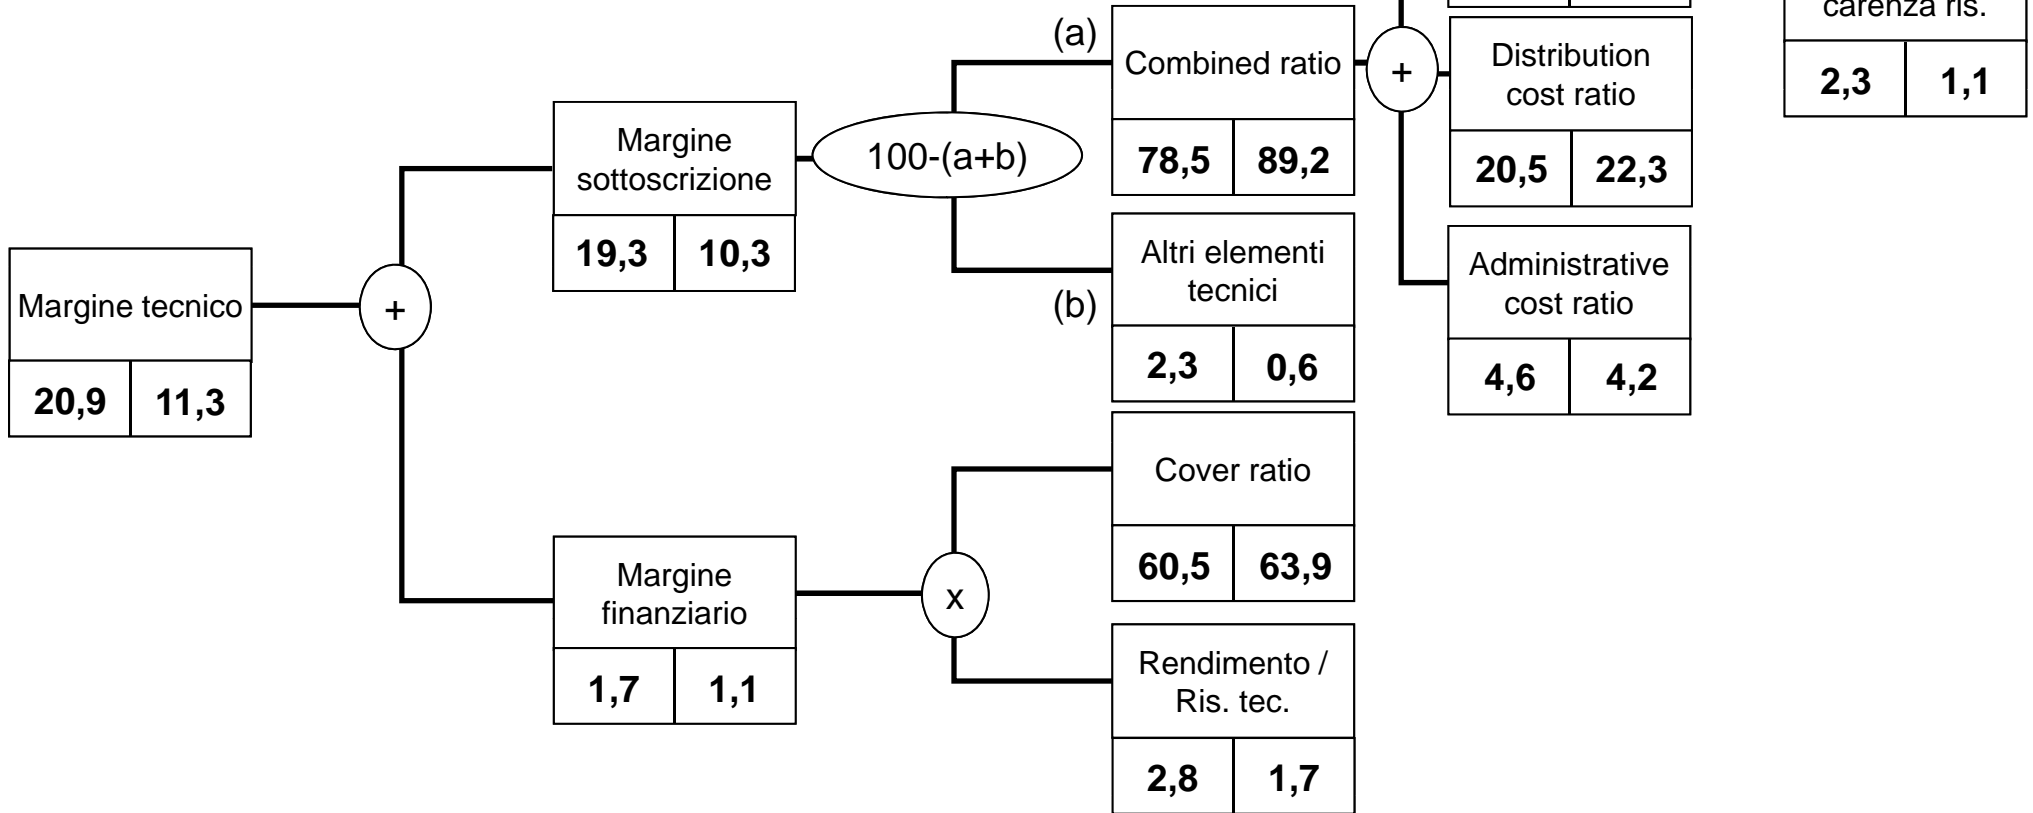 carenza ris.
2,3 1,1
(a)
Combined ratio
78,5 89,2
+
Distribution
cost ratio
20,5 22,3
Margine
sottoscrizione
19,3 10,3
100-(a+b)
Altri elementi
tecnici
(b)
2,3 0,6
Administrative
cost ratio
4,6 4,2
Margine tecnico
20,9 11,3
+
Cover ratio
60,5 63,9
Margine
finanziario
1,7 1,1
x
Rendimento /
Ris. tec.
2,8 1,7